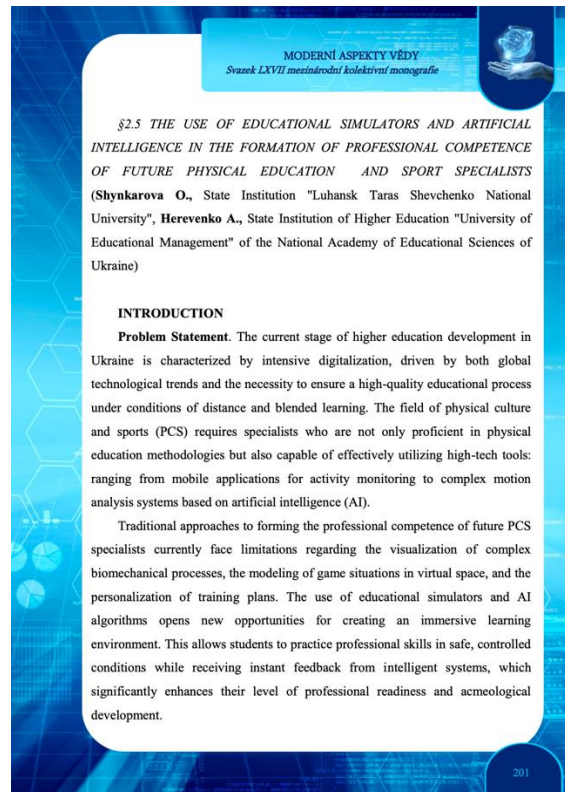 MODERNÍ ASPEKTY VĚDY
Svazek LXVII mezinárodní kolektivní monografie
§2.5 THE USE OF EDUCATIONAL SIMULATORS AND ARTIFICIAL
INTELLIGENCE IN THE FORMATION OF PROFESSIONAL COMPETENCE
OF FUTURE PHYSICAL EDUCATION AND SPORT SPECIALISTS
(Shynkarova O., State Institution "Luhansk Taras Shevchenko National
University", Herevenko A., State Institution of Higher Education "University of
Educational Management" of the National Academy of Educational Sciences of
Ukraine)
INTRODUCTION
Problem Statement. The current stage of higher education development in
Ukraine is characterized by intensive digitalization, driven by both global
technological trends and the necessity to ensure a high-quality educational process
under conditions of distance and blended learning. The field of physical culture
and sports (PCS) requires specialists who are not only proficient in physical
education methodologies but also capable of effectively utilizing high-tech tools:
ranging from mobile applications for activity monitoring to complex motion
analysis systems based on artificial intelligence (AI).
Traditional approaches to forming the professional competence of future PCS
specialists currently face limitations regarding the visualization of complex
biomechanical processes, the modeling of game situations in virtual space, and the
personalization of training plans. The use of educational simulators and AI
algorithms opens new opportunities for creating an immersive learning
environment. This allows students to practice professional skills in safe, controlled
conditions while receiving instant feedback from intelligent systems, which
significantly enhances their level of professional readiness and acmeological
development.
201